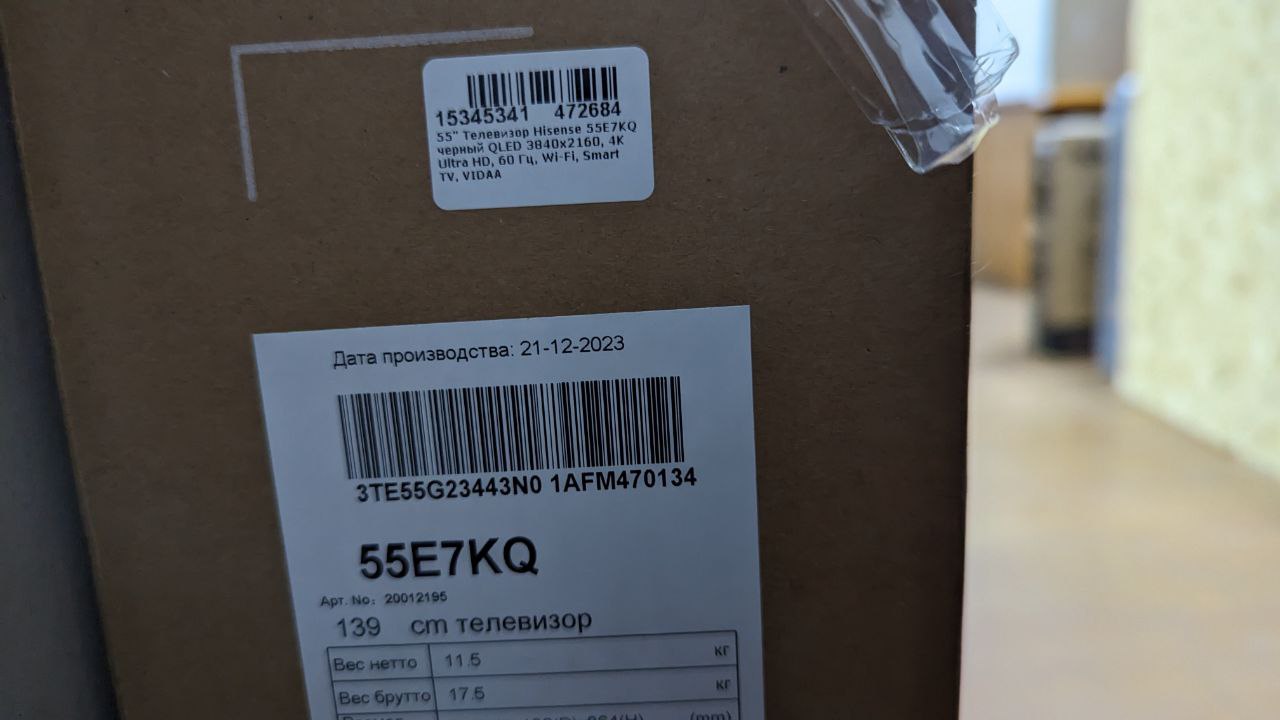 15345341 472684
55" Телевизор Hisense 55E7KQ
черный QLED 3840x2160, 4K
Ultra HD, 60 Гц, Wi-Fi, Smart
TV, VIDAA
Дата производства: 21-12-2023
3TE55G23443N0 1AFM470134
55E7KQ
Арт. No: 20012195
139 cm телевизор
Вес нетто 11.5 кг
Вес брутто 17.5 кг
(mm)